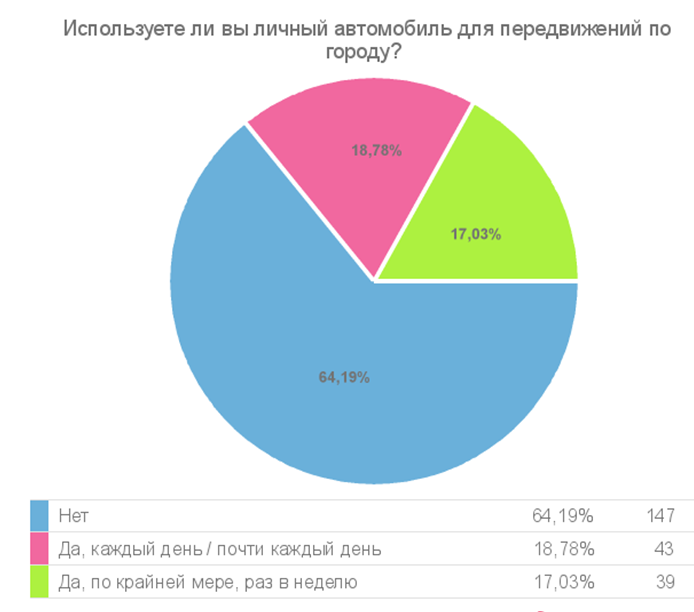 Используете ли вы личный автомобиль для передвижений по
городу?
18,78%
17,03%
64,19%
Нет 64,19% 147
Да, каждый день / почти каждый день 18,78% 43
Да, по крайней мере, раз в неделю 17,03% 39